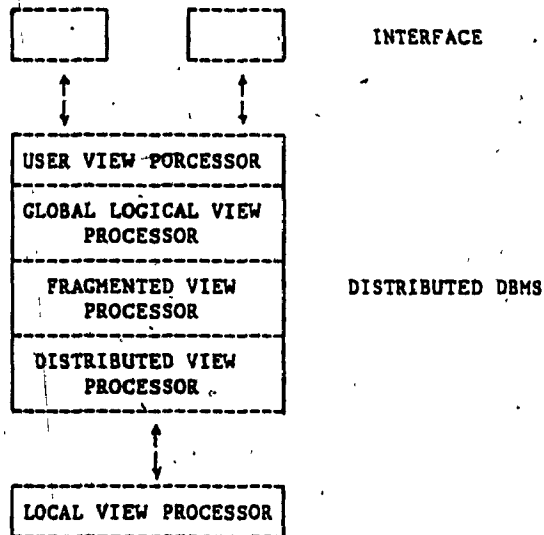 INTERFACE
USER VIEW PORCESSOR
GLOBAL LOGICAL VIEW
PROCESSOR
FRAGMENTED VIEW
PROCESSOR
DISTRIBUTED DBMS
DISTRIBUTED VIEW
PROCESSOR
LOCAL VIEW PROCESSOR